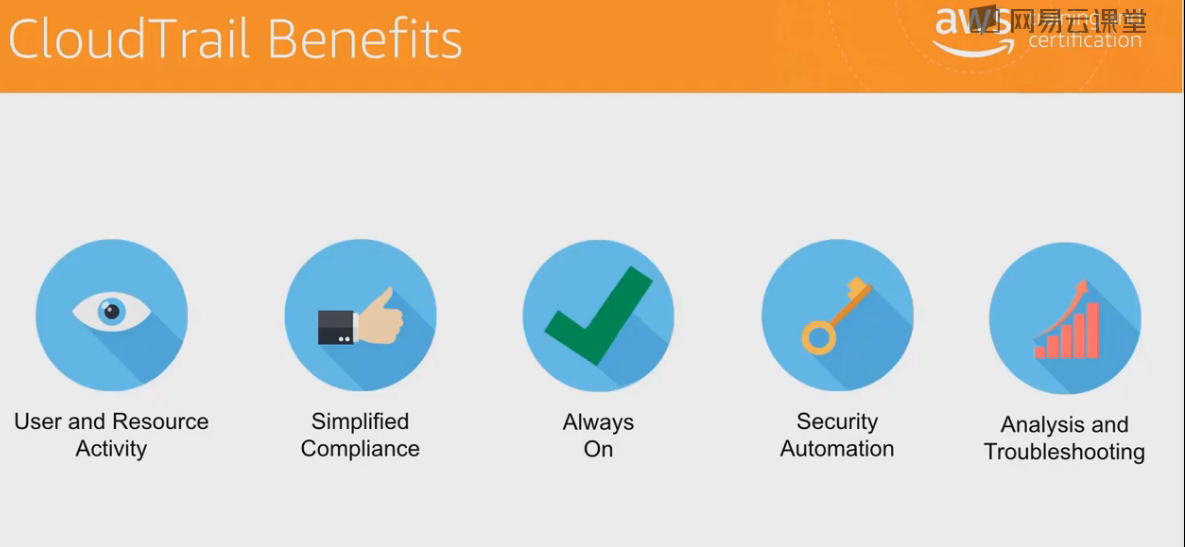 CloudTrail Benefits
aws
网易云课堂
certification
User and Resource
Activity
Simplified
Compliance
Always
On
Security
Automation
Analysis and
Troubleshooting